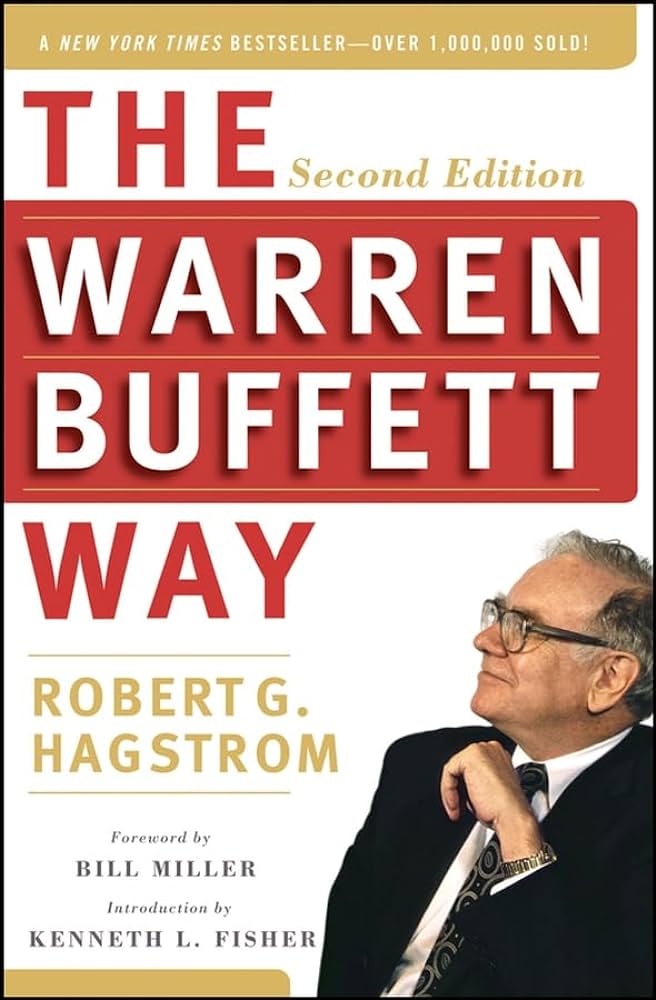 A NEW YORK TIMES BESTSELLER—OVER 1,000,000 SOLD!
THE
Second Edition
WARREN
BUFFETT
WAY
ROBERT G.
HAGSTROM
Foreword by
BILL MILLER
Introduction by
KENNETH L. FISHER